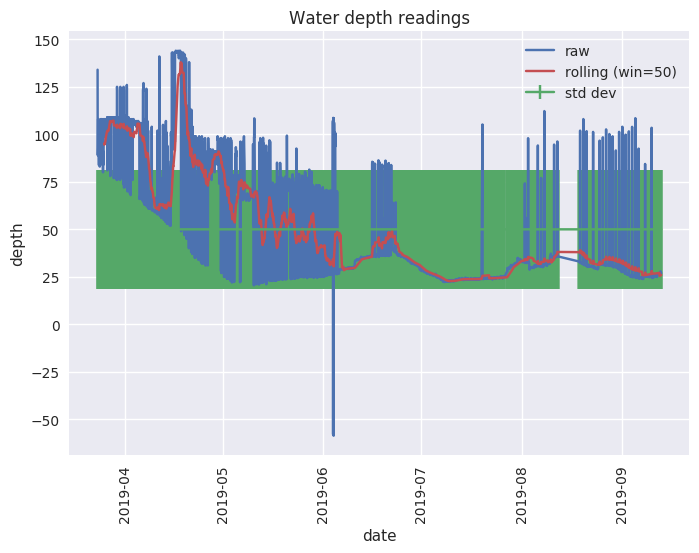 Water depth readings
raw
rolling (win=50)
std dev
150
125
100
75
50
25
0
−25
−50
depth
2019-04
2019-05
2019-06
2019-07
2019-08
2019-09
date